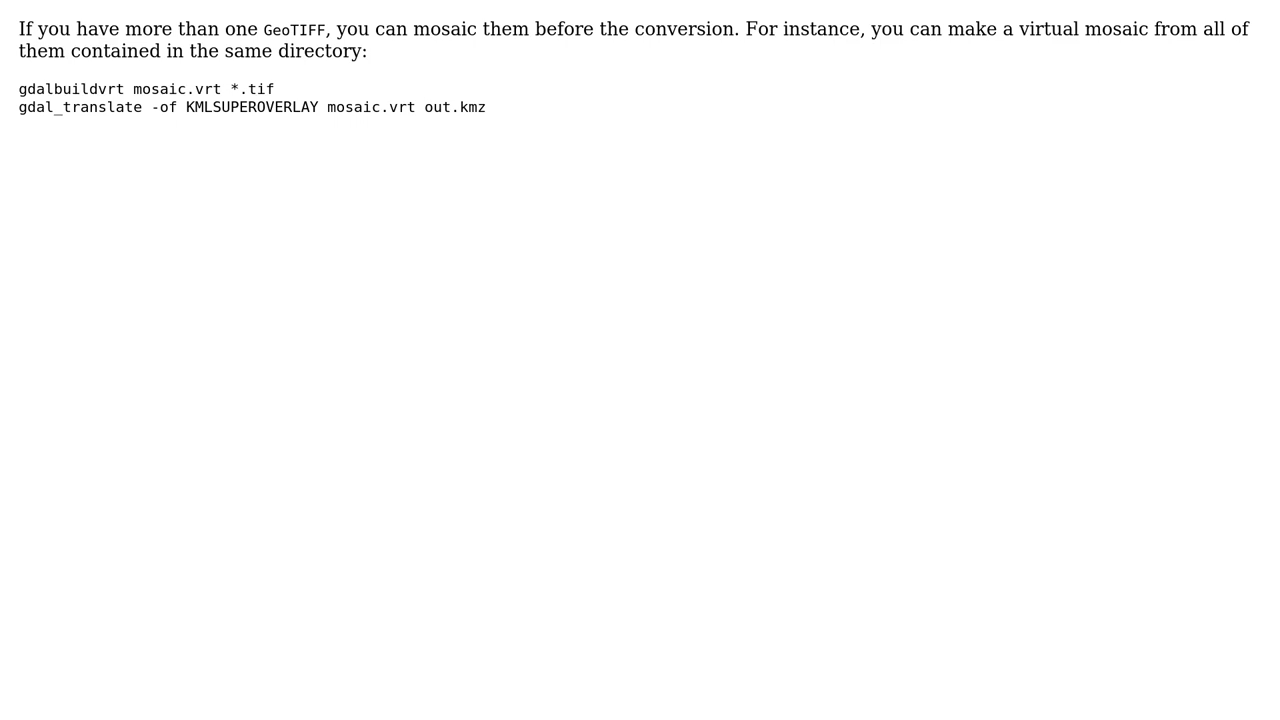 If you have more than one GeoTIFF, you can mosaic them before the conversion. For instance, you can make a virtual mosaic from all of
them contained in the same directory:
gdalbuildvrt mosaic.vrt *.tif
gdal_translate -of KMLSUPEROVERLAY mosaic.vrt out.kmz